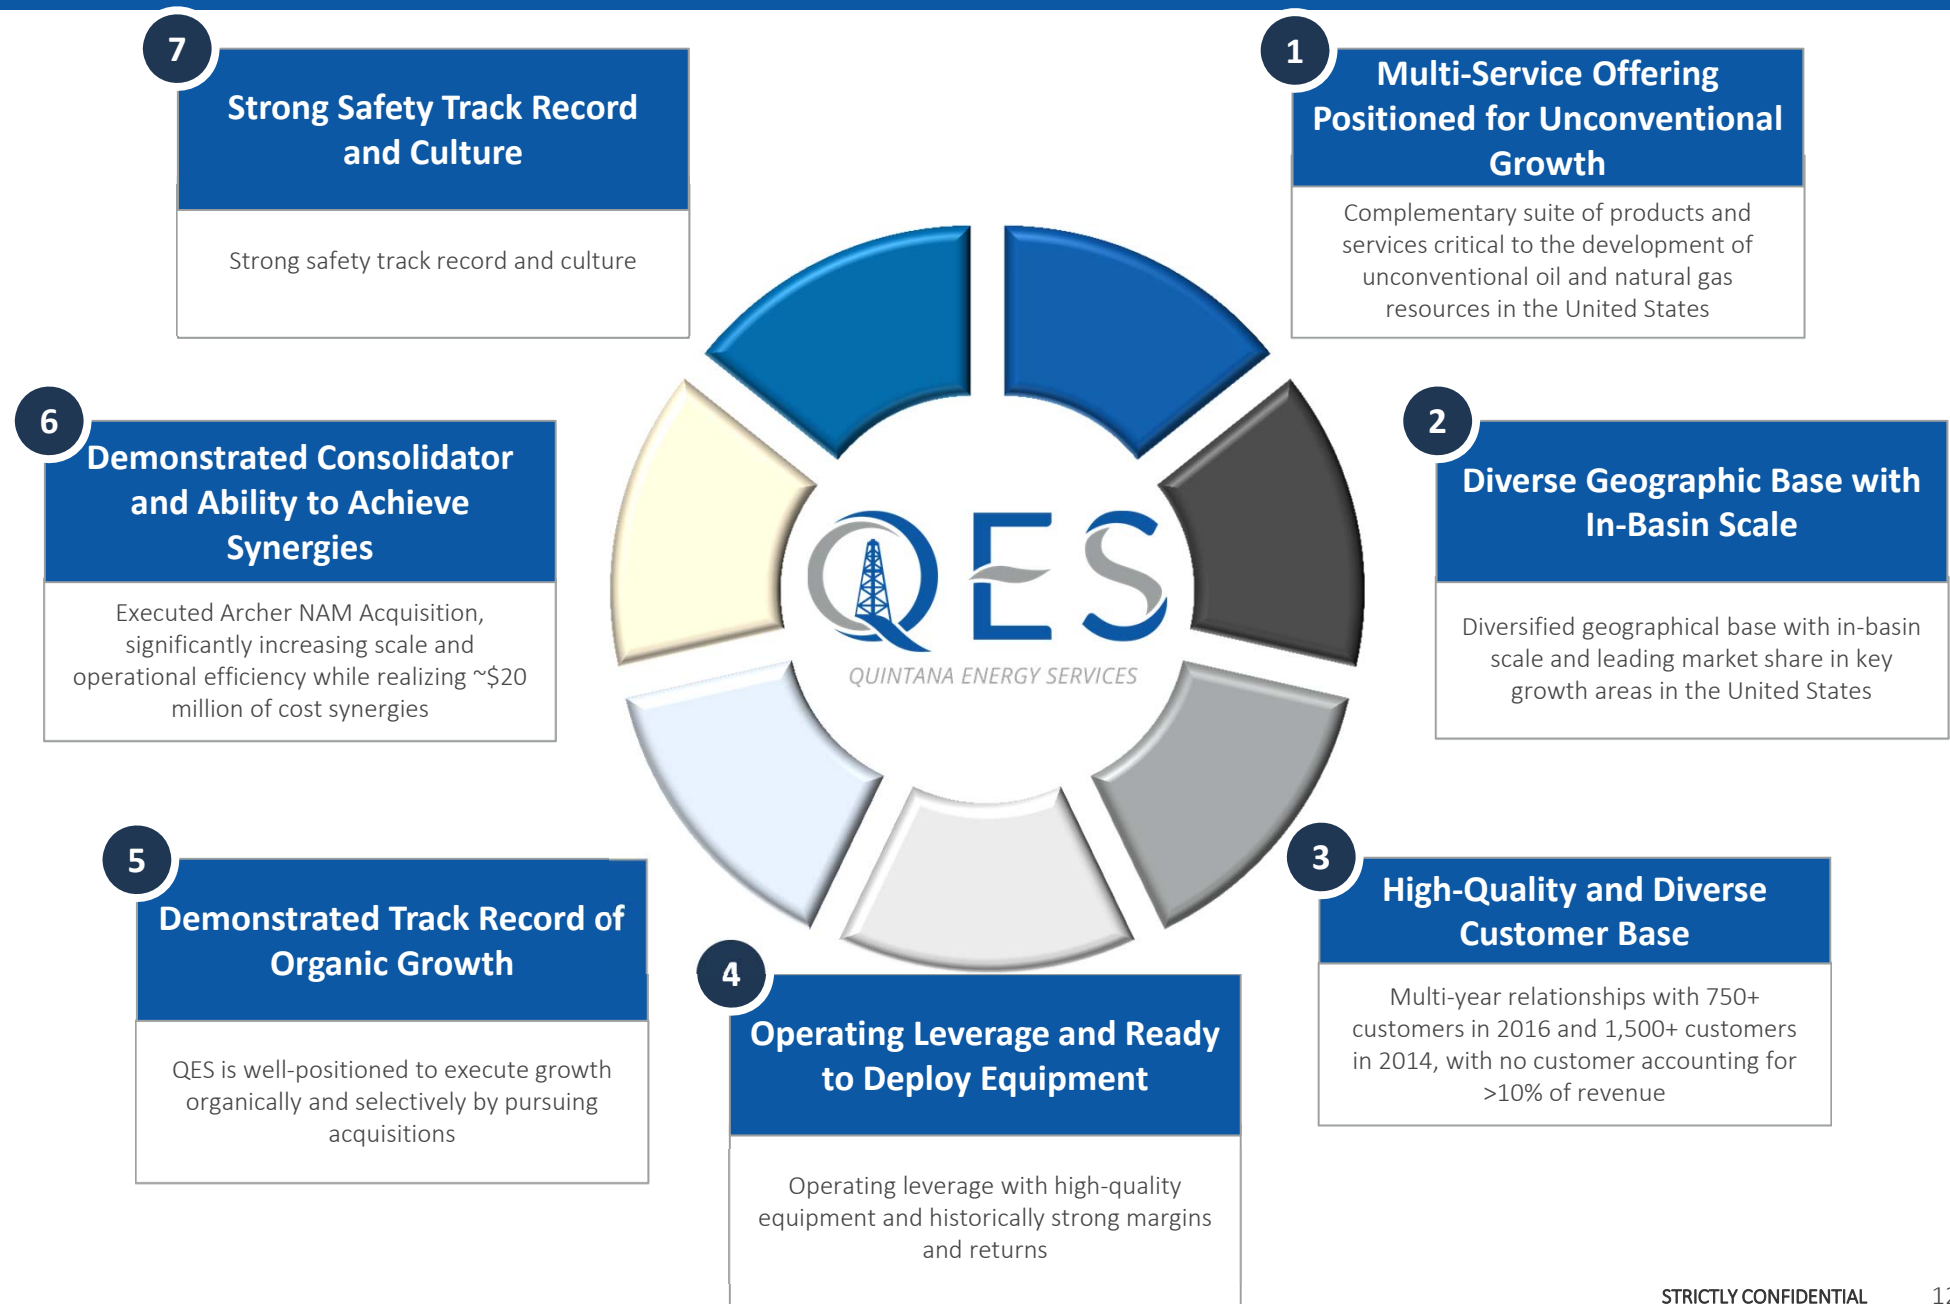 1
Multi-Service Offering
Positioned for Unconventional
Growth
Complementary suite of products and
services critical to the development of
unconventional oil and natural gas
resources in the United States
2
Diverse Geographic Base with
In-Basin Scale
Diversified geographical base with in-basin
scale and leading market share in key
growth areas in the United States
3
High-Quality and Diverse
Customer Base
Multi-year relationships with 750+
customers in 2016 and 1,500+ customers
in 2014, with no customer accounting for
>10% of revenue
4
Operating Leverage and Ready
to Deploy Equipment
Operating leverage with high-quality
equipment and historically strong margins
and returns
5
Demonstrated Track Record of
Organic Growth
QES is well-positioned to execute growth
organically and selectively by pursuing
acquisitions
6
Demonstrated Consolidator
and Ability to Achieve
Synergies
Executed Archer NAM Acquisition,
significantly increasing scale and
operational efficiency while realizing ~$20
million of cost synergies
7
Strong Safety Track Record
and Culture
Strong safety track record and culture
QES
QUINTANA ENERGY SERVICES
STRICTLY CONFIDENTIAL 12